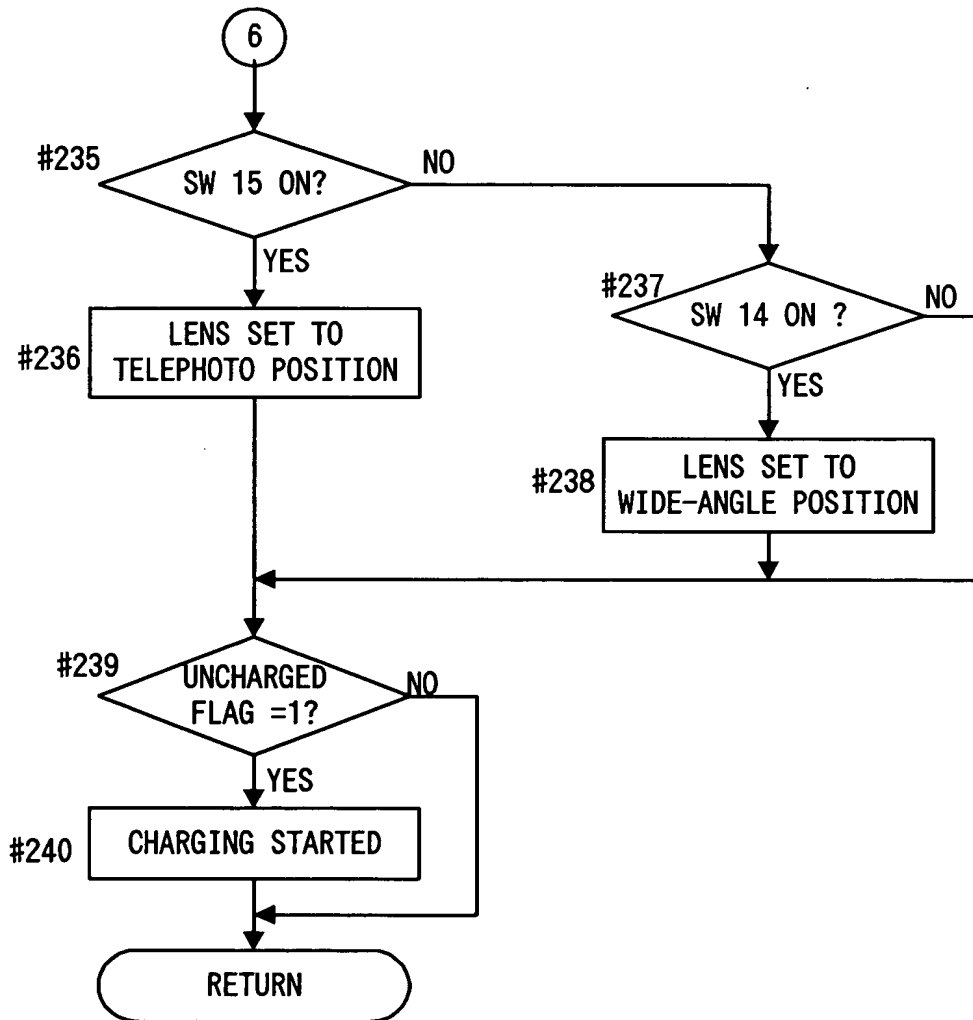 6
#235
SW 15 ON?
NO
YES
#236
LENS SET TO
TELEPHOTO POSITION
#237
SW 14 ON ?
NO
YES
#238
LENS SET TO
WIDE-ANGLE POSITION
#239
UNCHARGED
FLAG =1?
NO
YES
#240
CHARGING STARTED
RETURN